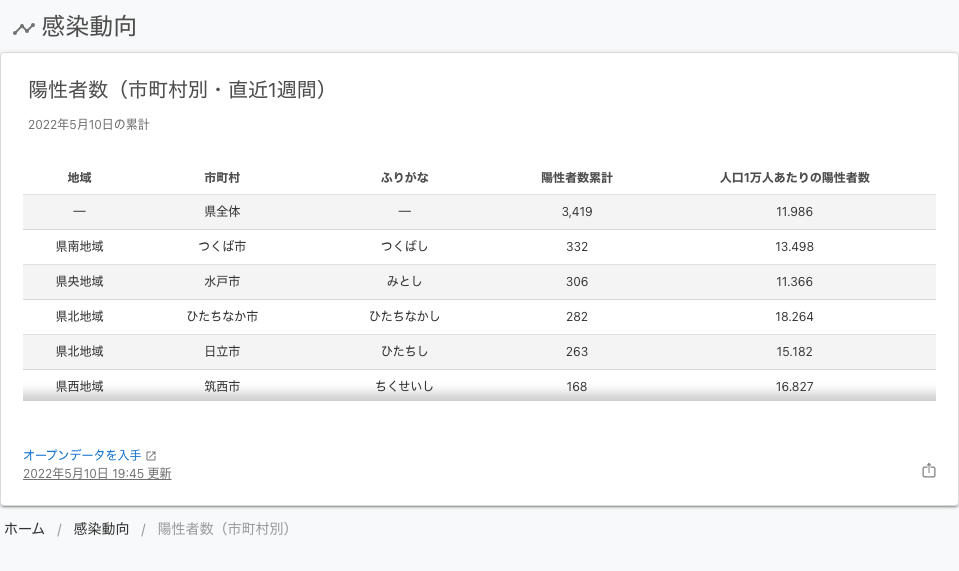 感染動向
陽性者数（市町村別・直近1週間）
2022年5月10日の累計
地域 市町村 ふりがな 陽性者数累計 人口1万人あたりの陽性者数
— 県全体 — 3,419 11.986
県南地域 つくば市 つくばし 332 13.498
県央地域 水戸市 みとし 306 11.366
県北地域 ひたちなか市 ひたちなかし 282 18.264
県北地域 日立市 ひたちし 263 15.182
県西地域 筑西市 ちくせいし 168 16.827
オープンデータを入手
2022年5月10日 19:45 更新
ホーム / 感染動向 / 陽性者数（市町村別）